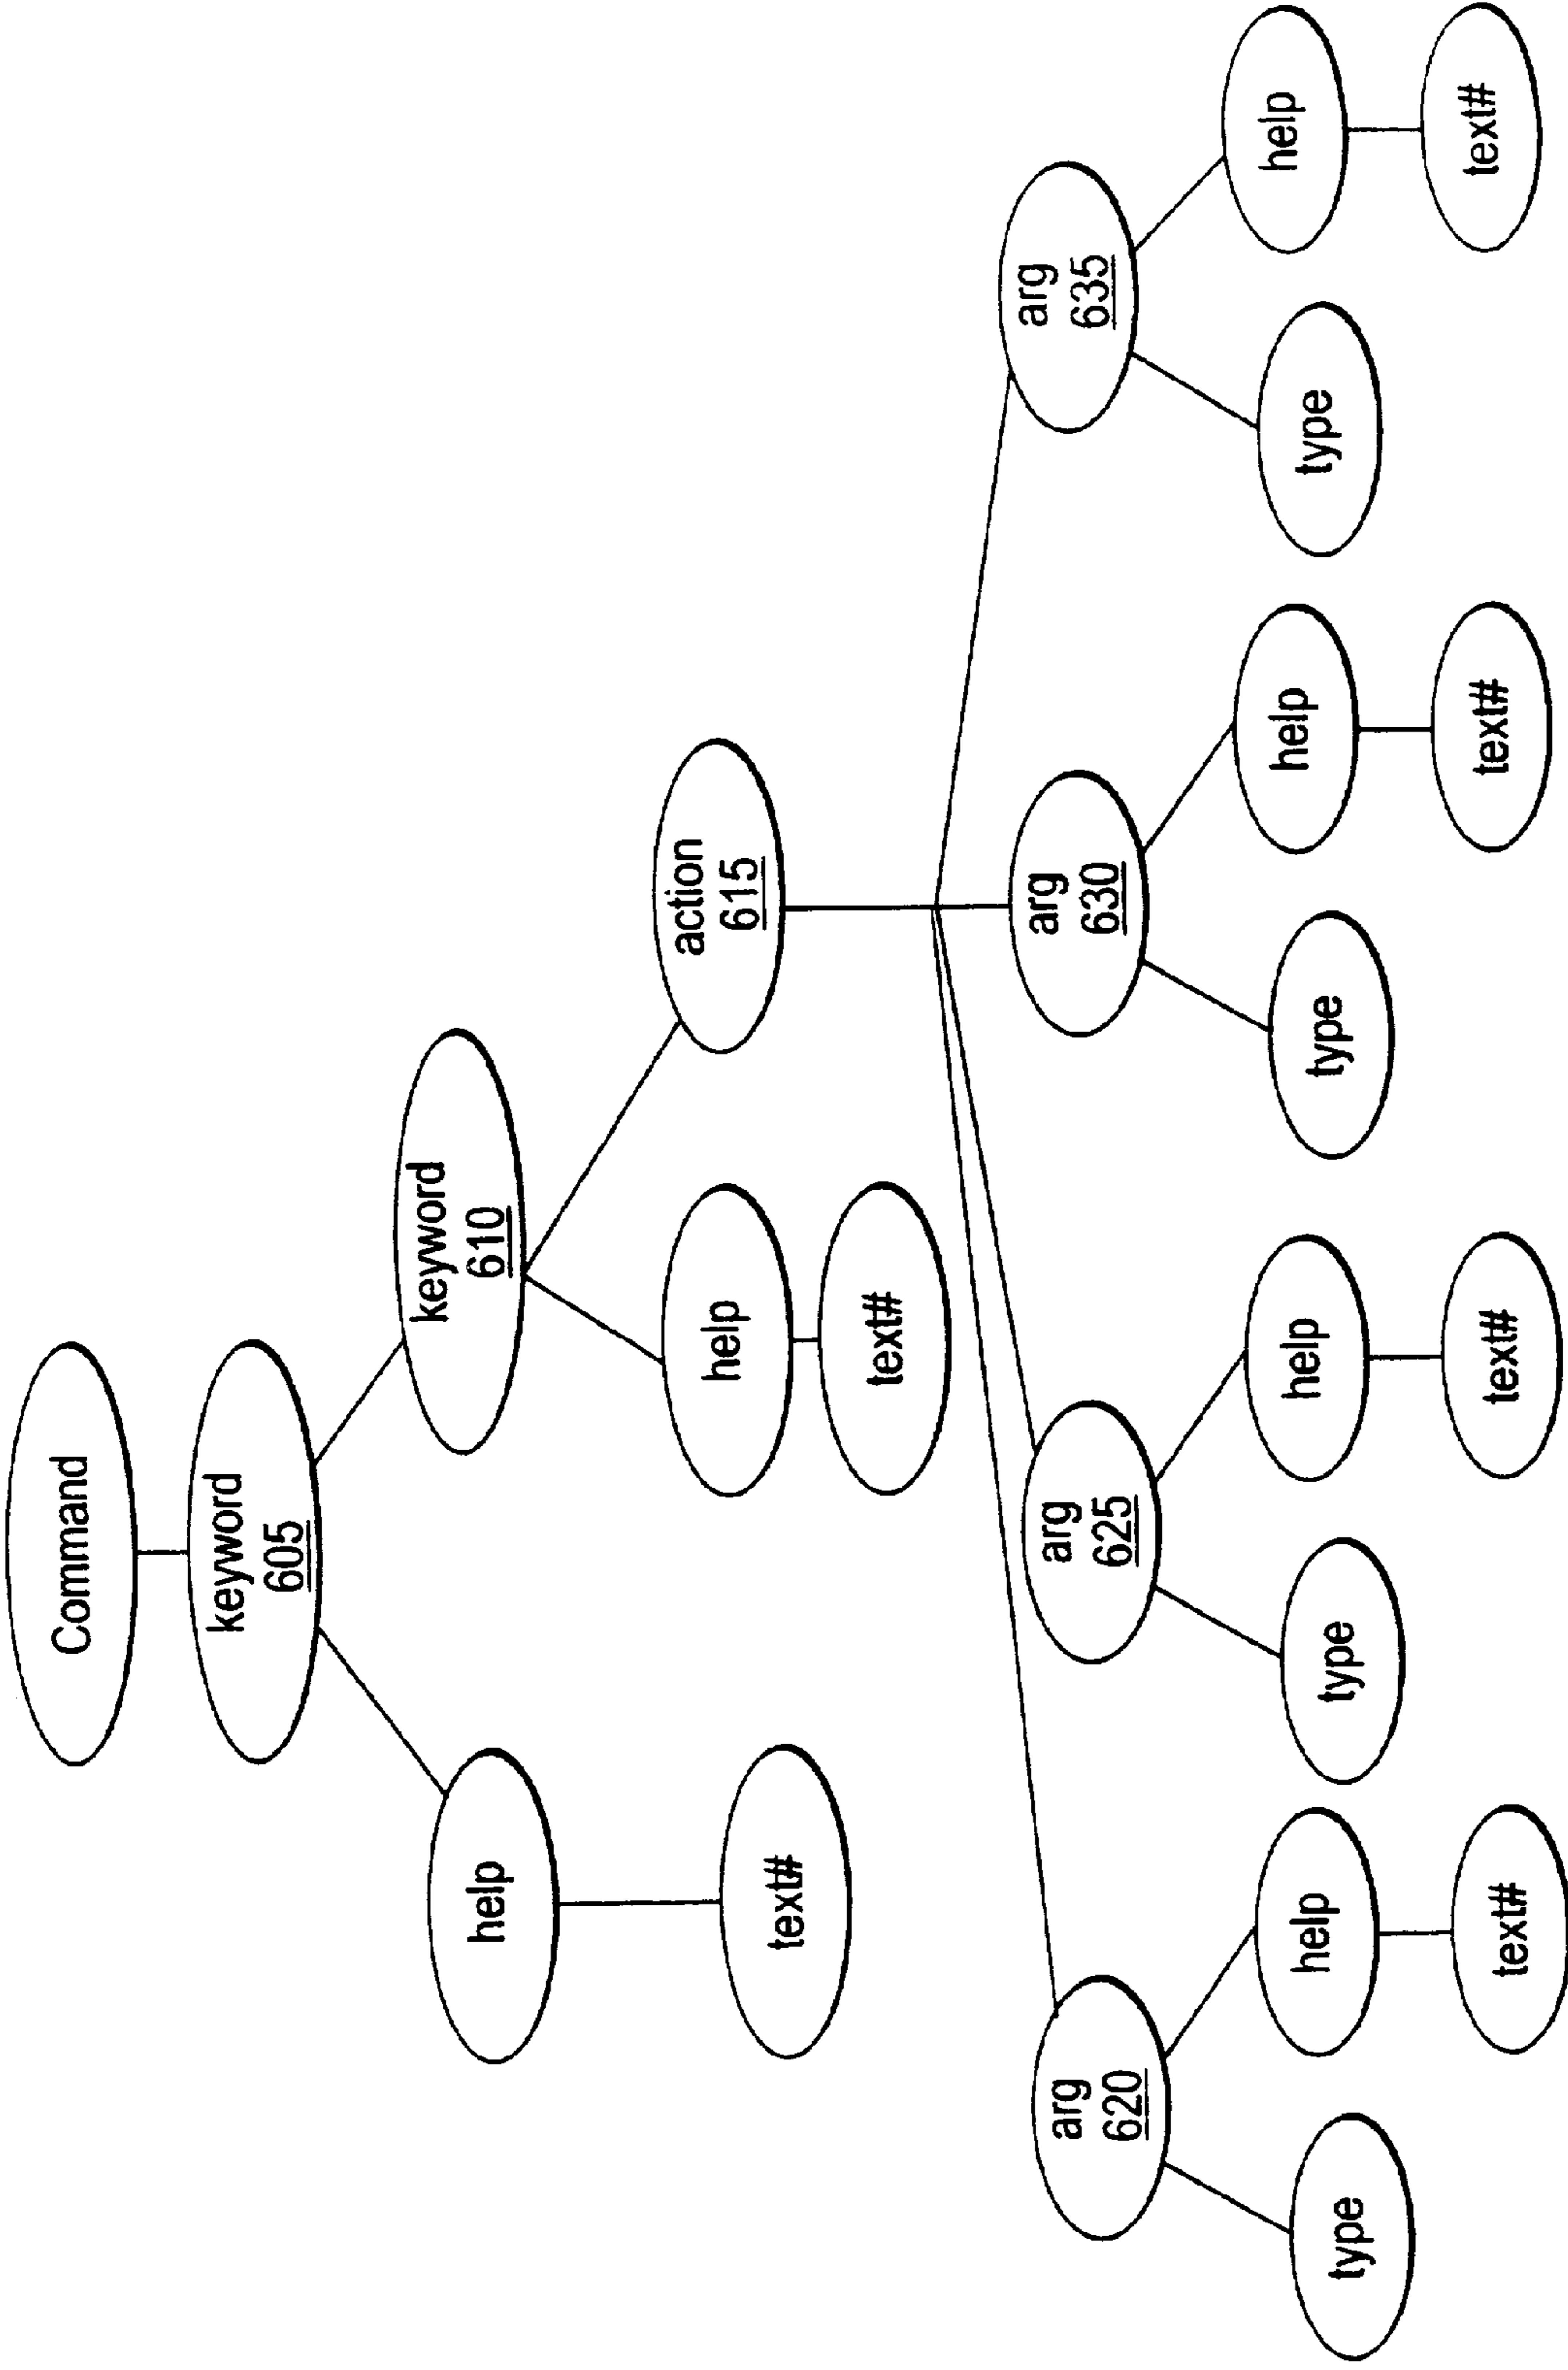 Command
keyword
605
help
text#
keyword
610
help
text#
action
615
arg
620
type
help
text#
arg
625
type
help
text#
arg
630
type
help
text#
arg
635
type
help
text#